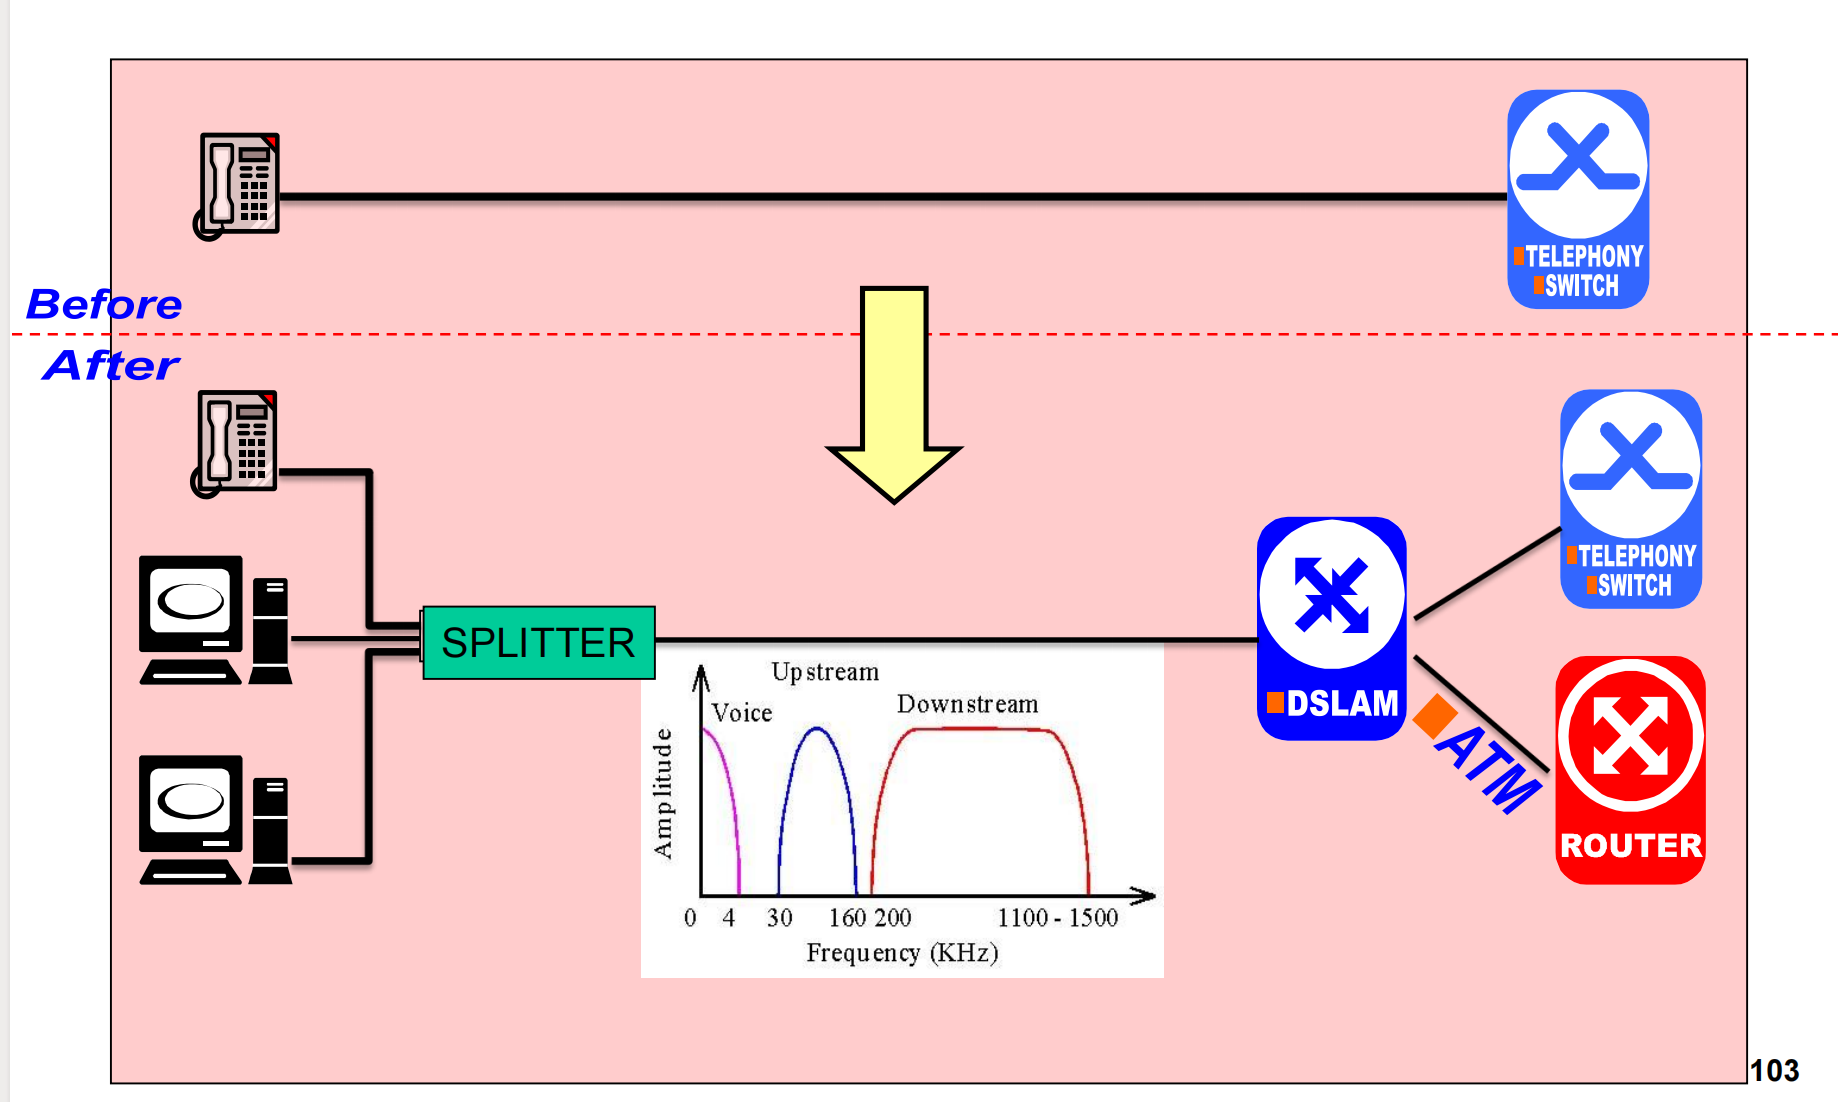 TELEPHONY
SWITCH
Before
After
TELEPHONY
SWITCH
SPLITTER
DSLAM
ATM
ROUTER
Upstream
Voice
Downstream
Amplitude
0 4 30 160 200 1100 - 1500
Frequency (KHz)
103